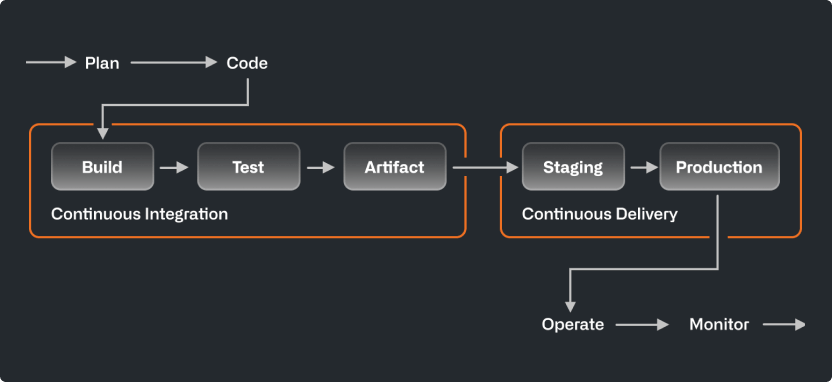 Plan
Code
Build
Test
Artifact
Continuous Integration
Staging
Production
Continuous Delivery
Operate
Monitor